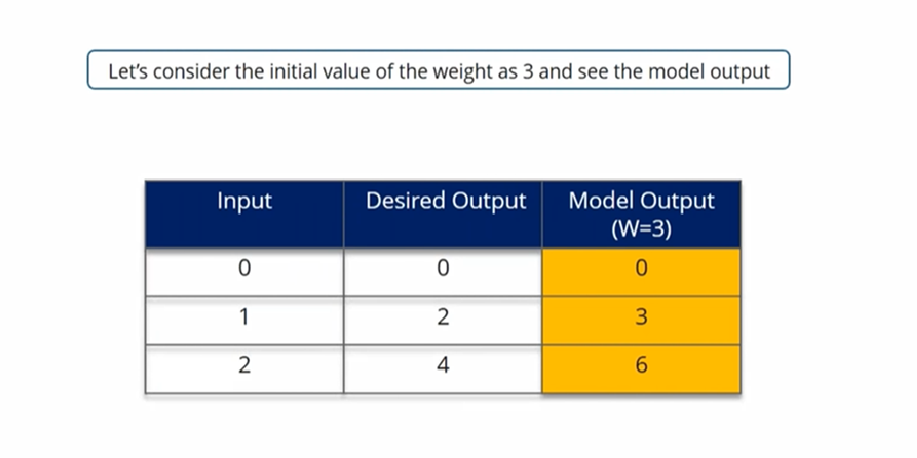 Let's consider the initial value of the weight as 3 and see the model output
Input Desired Output Model Output
(W=3)
0 0 0
1 2 3
2 4 6